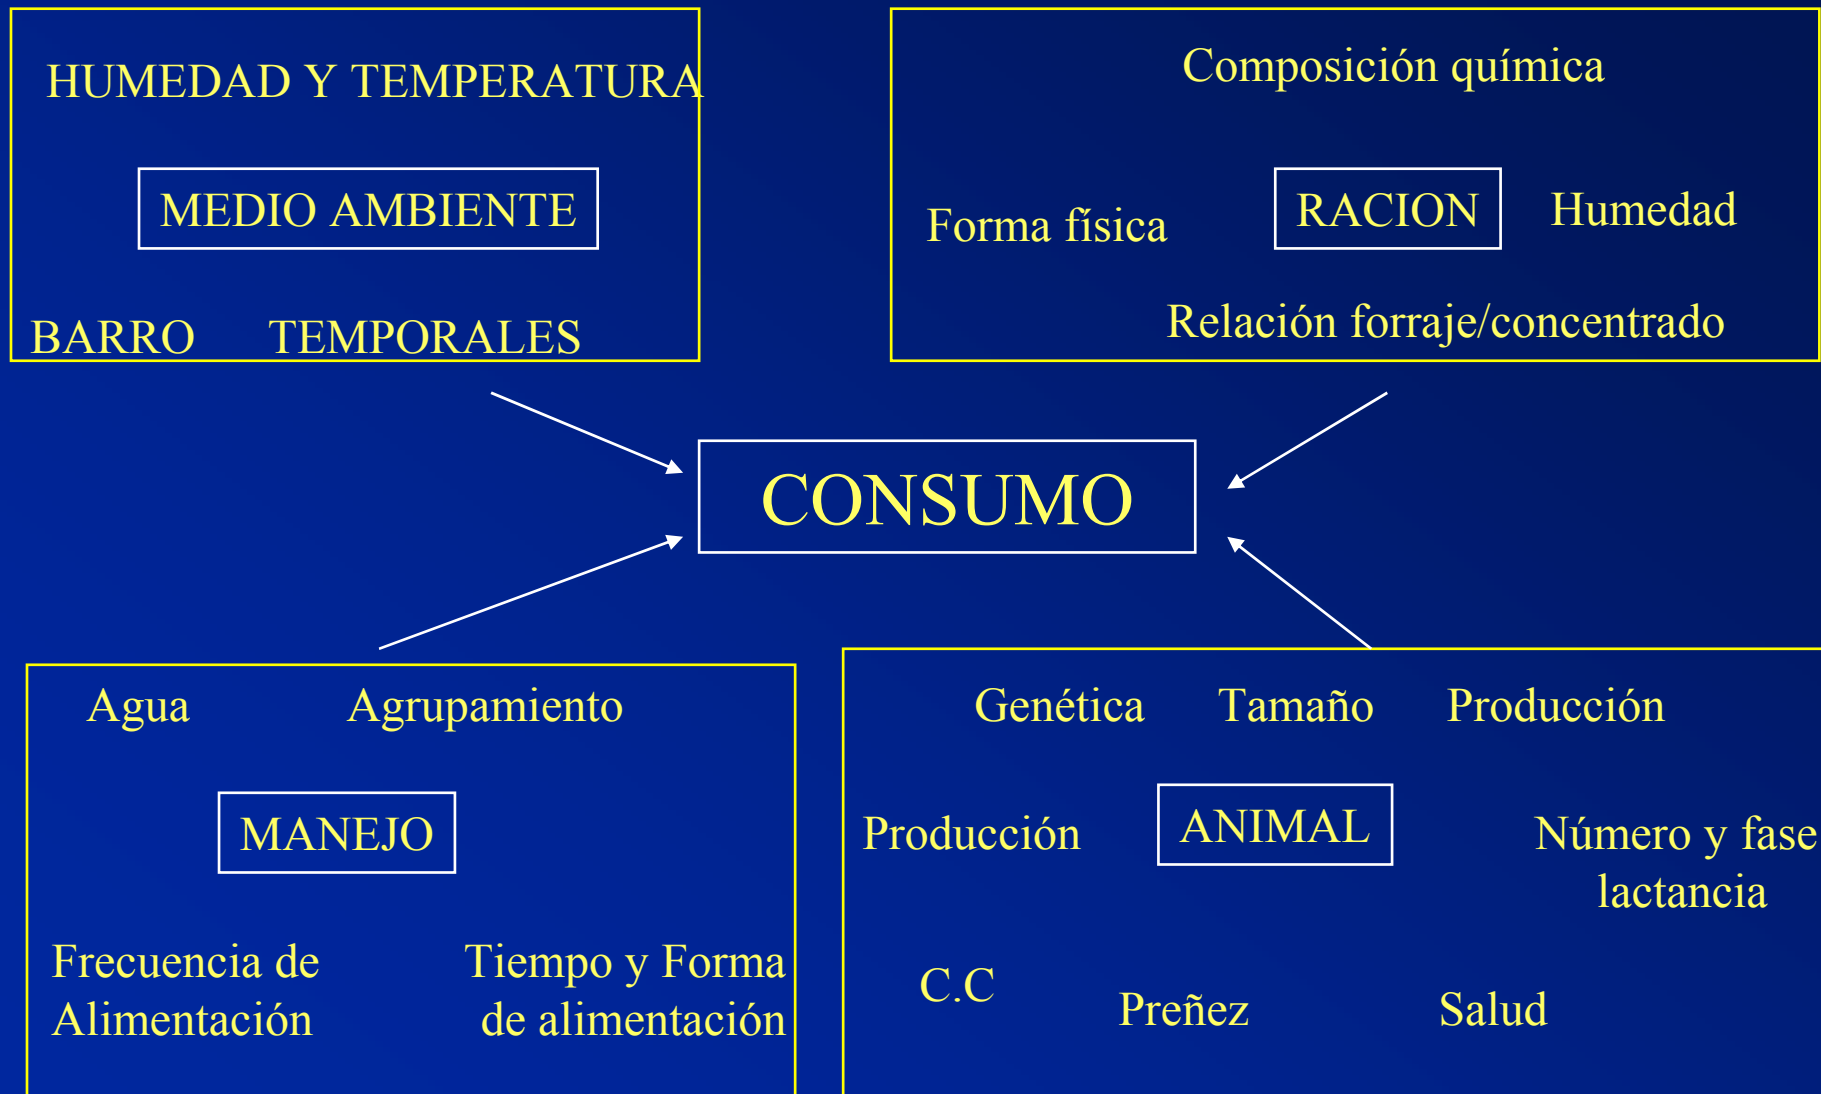 HUMEDAD Y TEMPERATURA
MEDIO AMBIENTE
BARRO TEMPORALES
Composición química
Forma física
RACION
Humedad
Relación forraje/concentrado
CONSUMO
Agua Agrupamiento
MANEJO
Frecuencia de
Alimentación
Tiempo y Forma
de alimentación
Genética Tamaño Producción
Producción
ANIMAL
Número y fase
lactancia
C.C
Preñez
Salud